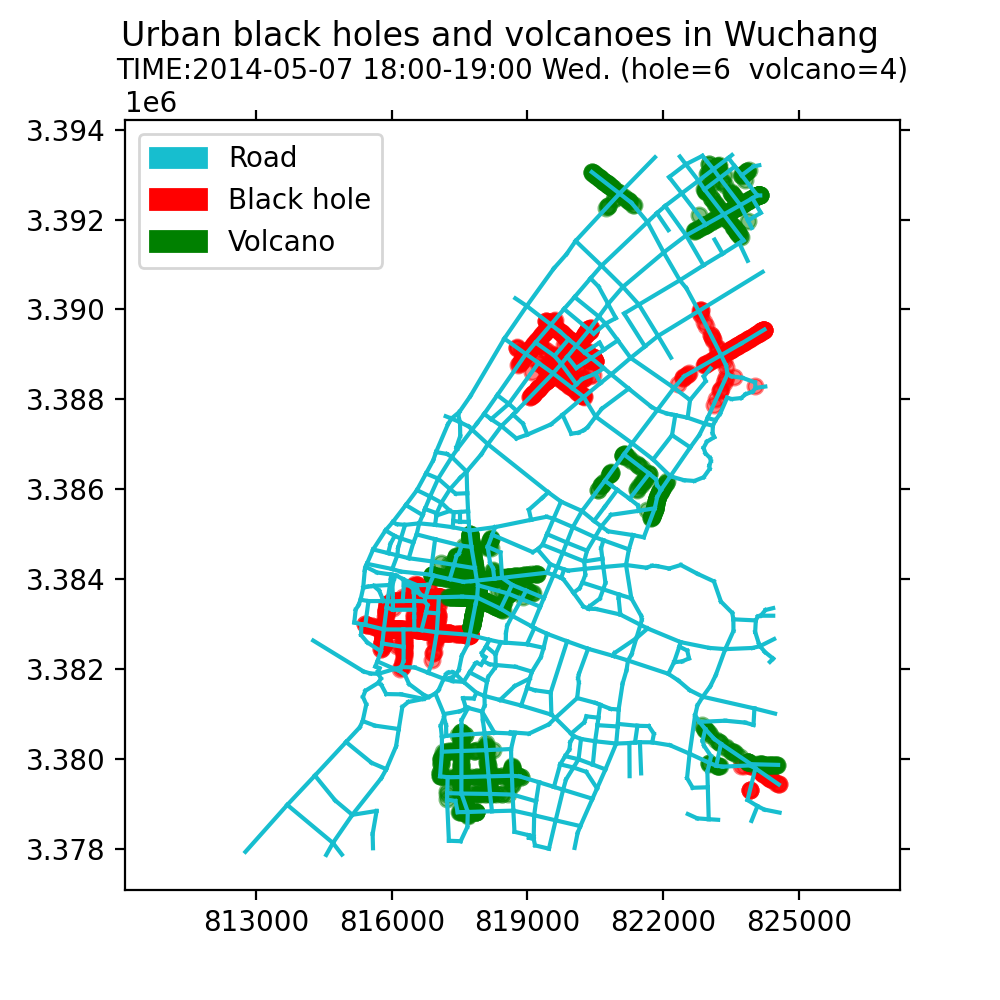 Urban black holes and volcanoes in Wuchang
TIME:2014-05-07 18:00-19:00 Wed. (hole=6  volcano=4)
1e6
3.394
3.392
3.390
3.388
3.386
3.384
3.382
3.380
3.378
Road
Black hole
Volcano
813000 816000 819000 822000 825000